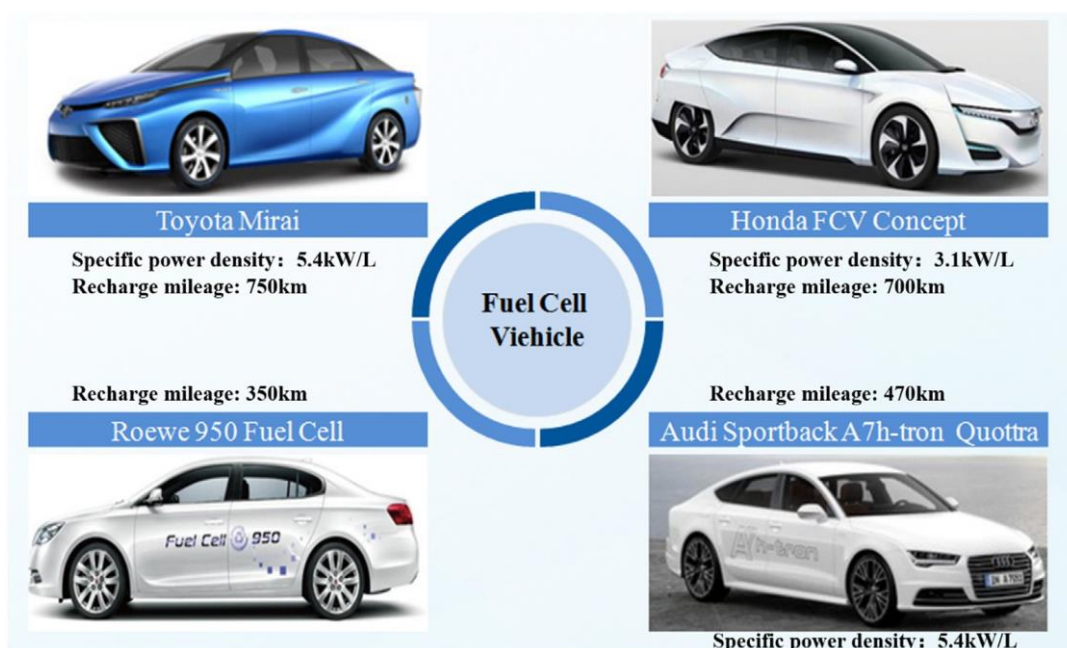 Toyota Mirai
Specific power density：5.4kW/L
Recharge mileage: 750km
Honda FCV Concept
Specific power density：3.1kW/L
Recharge mileage: 700km
Fuel Cell
Viehicle
Recharge mileage: 350km
Roewe 950 Fuel Cell
Fuel Cell 950
Recharge mileage: 470km
Audi Sportback A7h-tron Quottra
h-tron
Specific power density：5.4kW/L